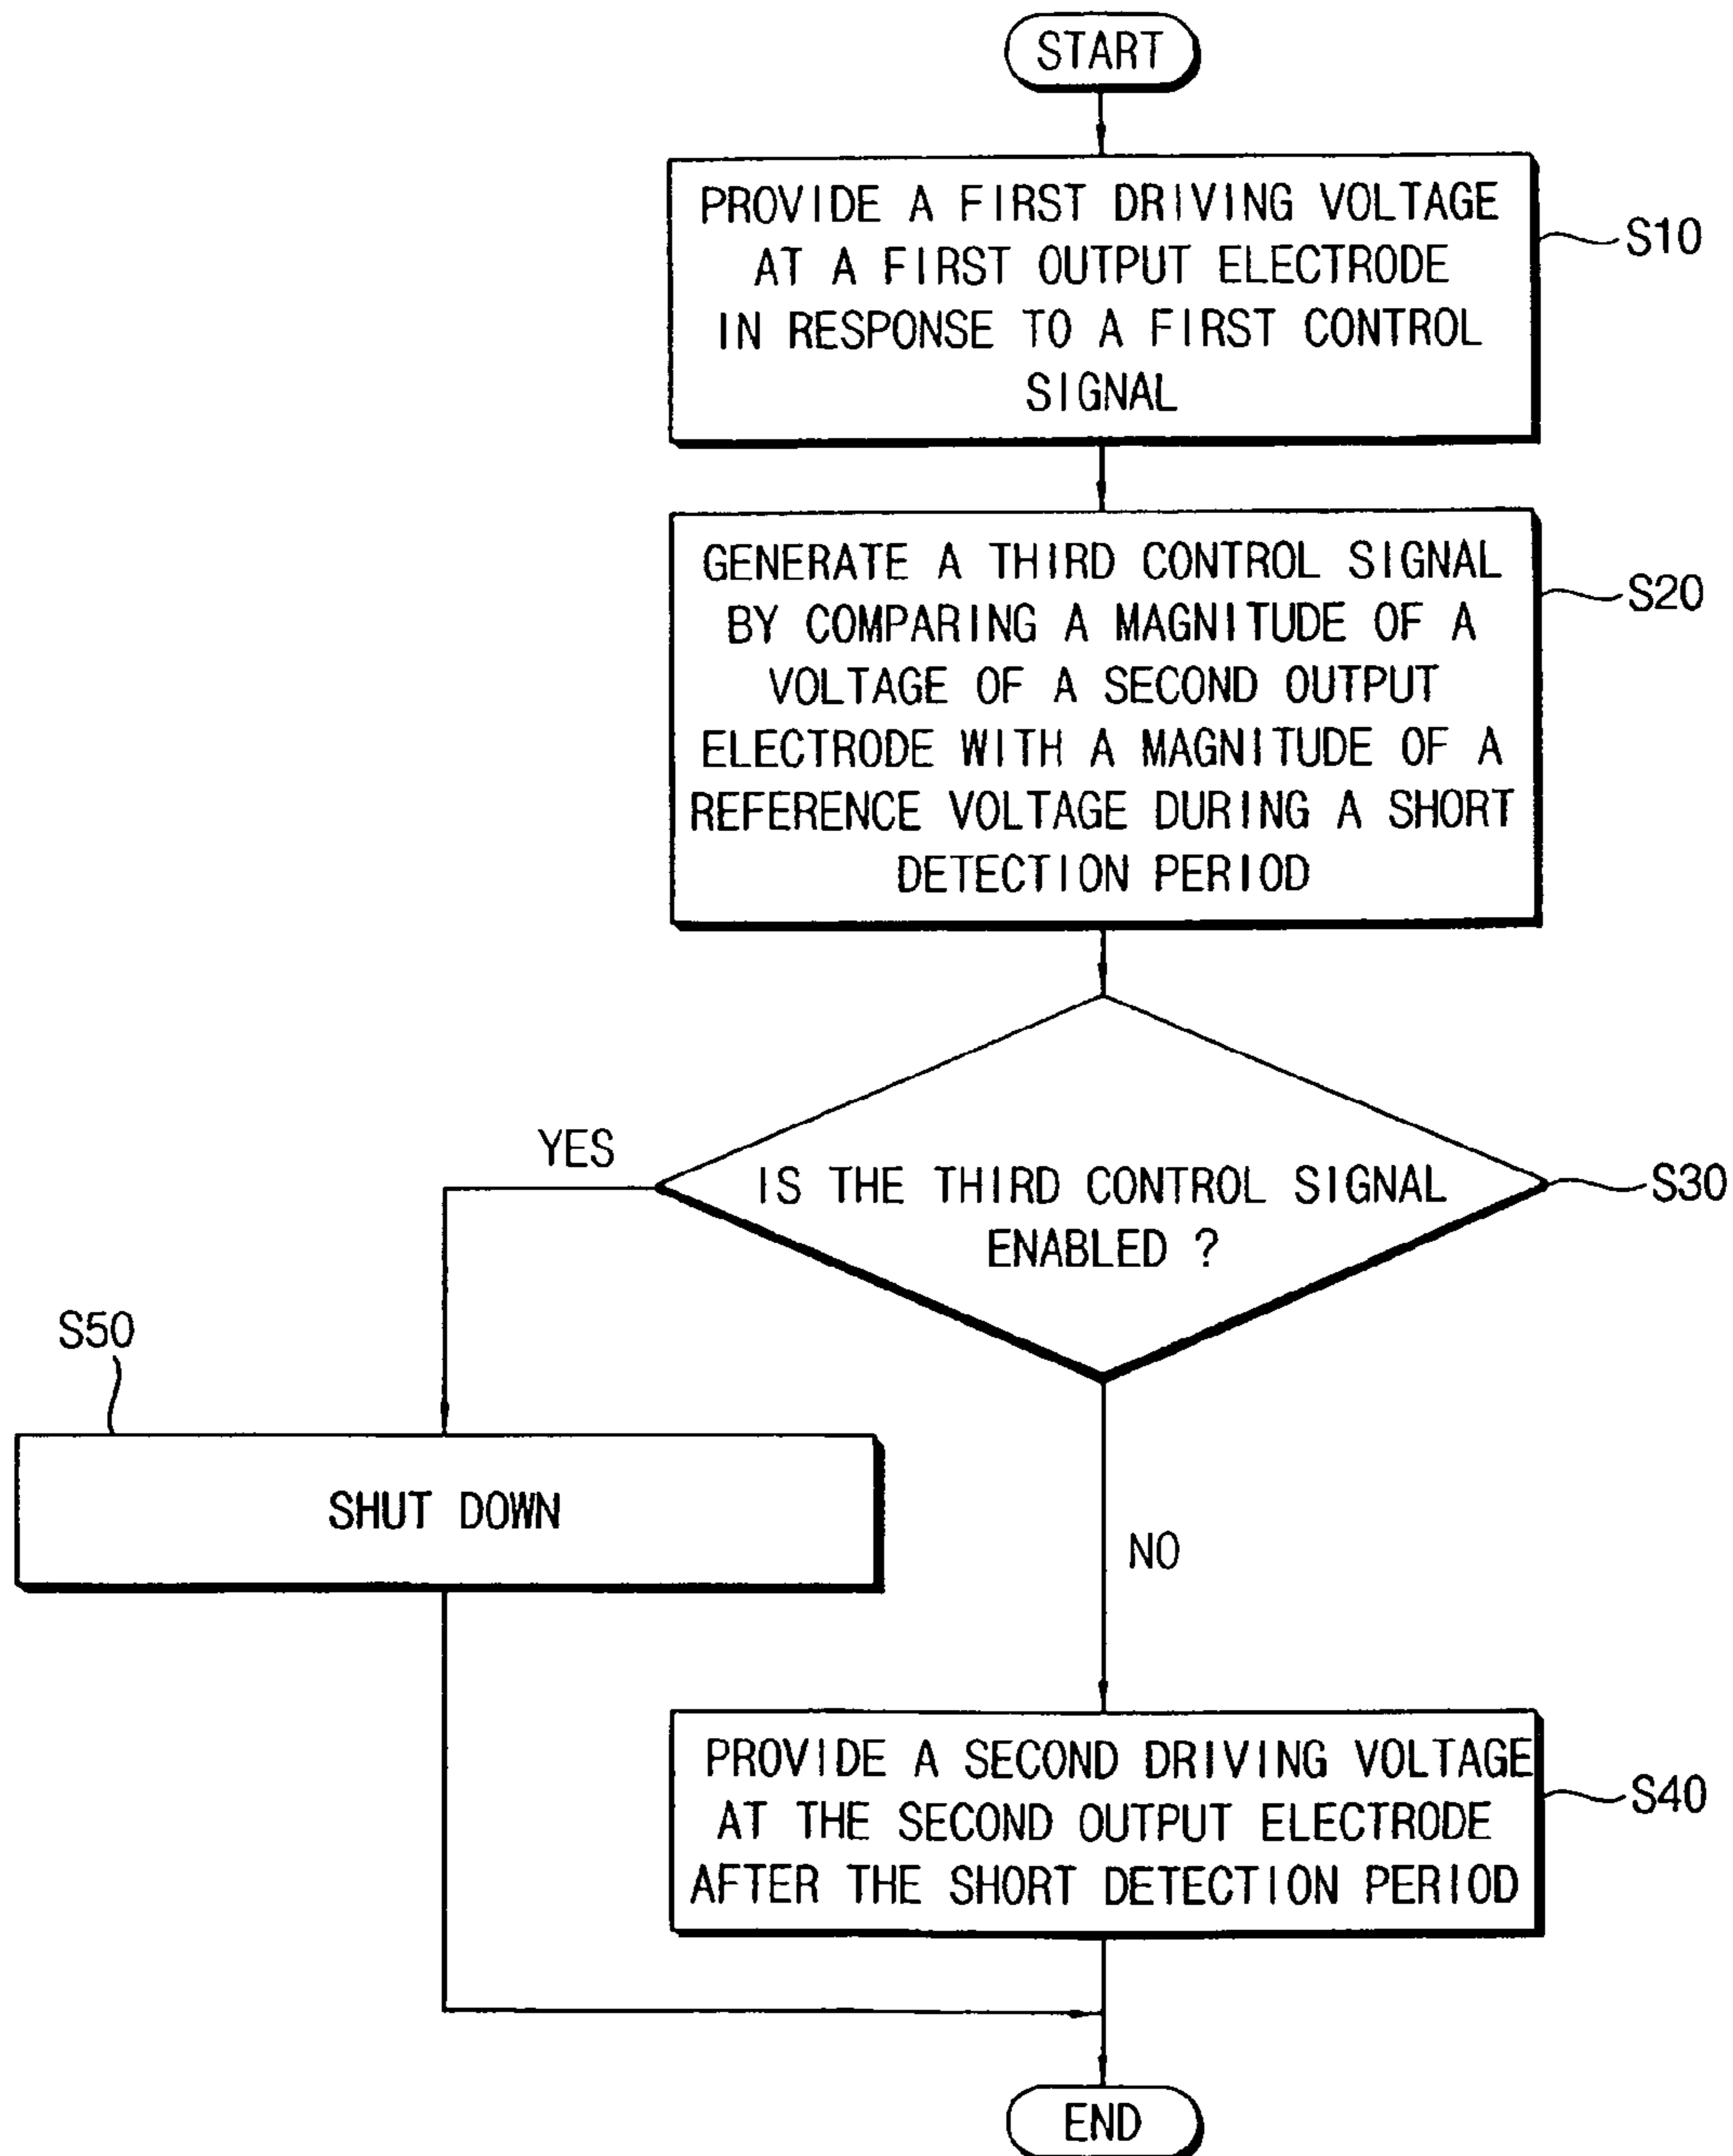 START
PROVIDE A FIRST DRIVING VOLTAGE
AT A FIRST OUTPUT ELECTRODE
IN RESPONSE TO A FIRST CONTROL
SIGNAL
S10
GENERATE A THIRD CONTROL SIGNAL
BY COMPARING A MAGNITUDE OF A
VOLTAGE OF A SECOND OUTPUT
ELECTRODE WITH A MAGNITUDE OF A
REFERENCE VOLTAGE DURING A SHORT
DETECTION PERIOD
S20
YES
IS THE THIRD CONTROL SIGNAL
ENABLED ?
S30
S50
SHUT DOWN
NO
PROVIDE A SECOND DRIVING VOLTAGE
AT THE SECOND OUTPUT ELECTRODE
AFTER THE SHORT DETECTION PERIOD
S40
END